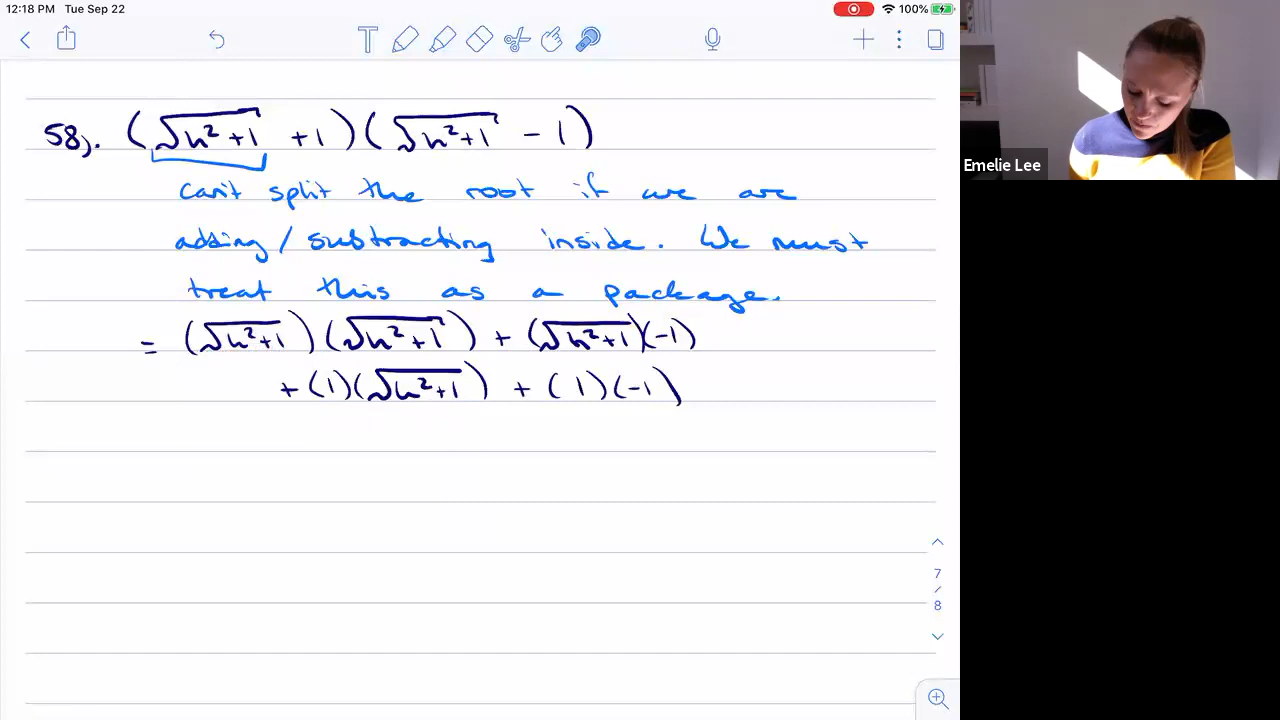 12:18 PM Tue Sep 22
100%
58). (√h²+1 + 1)(√h²+1 - 1)
can't split the root if we are
adding/subtracting inside. We must
treat this as a package.
= (√h²+1)(√h²+1) + (√h²+1)(-1)
+ (1)(√h²+1) + (1)(-1)
Emelie Lee
7
/
8